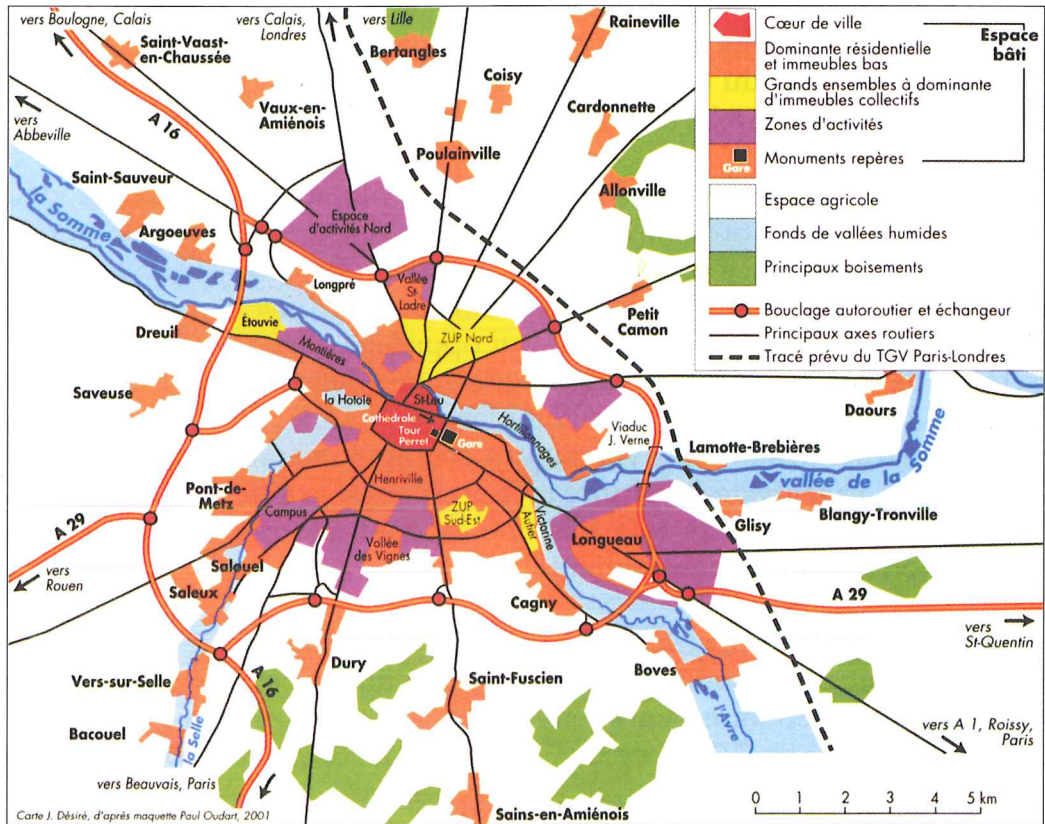 vers Boulogne, Calais
vers Calais,
Londres
vers Lille
Saint-Vaast-
en-Chaussée
Bertangles
Raineville
Coisy
Vaux-en-
Amiénois
Cardonnette
vers
Abbeville
A 16
Poulainville
Allonville
Saint-Sauveur
la Somme
Argoeuves
Espace
d'activités Nord
Longpré
Vallée
St-
Ladre
Petit
Camon
Dreuil
Étouvie
ZUP Nord
Montières
Saveuse
la Hotoie
St-Leu
Cathédrale
Tour
Perret
Gare
Hortillonnages
Viaduc
J. Verne
Daours
Lamotte-Brebières
vallée de la Somme
Pont-
de-
Metz
Henriville
Glisy
Blangy-Tronville
Campus
ZUP
Sud-Est
Victorine
Autier
Longueau
A 29
vers
Rouen
Vallée
des Vignes
Salouel
Saleux
Cagny
A 29
vers
St-Quentin
Dury
Boves
Vers-sur-Selle
A 16
Saint-Fuscien
Bacouel
la Selle
l'Avre
vers A 1, Roissy,
Paris
vers Beauvais, Paris
Sains-en-Amiénois
0 1 2 3 4 5 km
Carte J. Désiré, d'après maquette Paul Oudart, 2001
Cœur de ville
Espace
bâti
Dominante résidentielle
et immeubles bas
Grands ensembles à dominante
d'immeubles collectifs
Zones d'activités
Gare
Monuments repères
Espace agricole
Fonds de vallées humides
Principaux boisements
Bouclage autoroutier et échangeur
Principaux axes routiers
Tracé prévu du TGV Paris-Londres